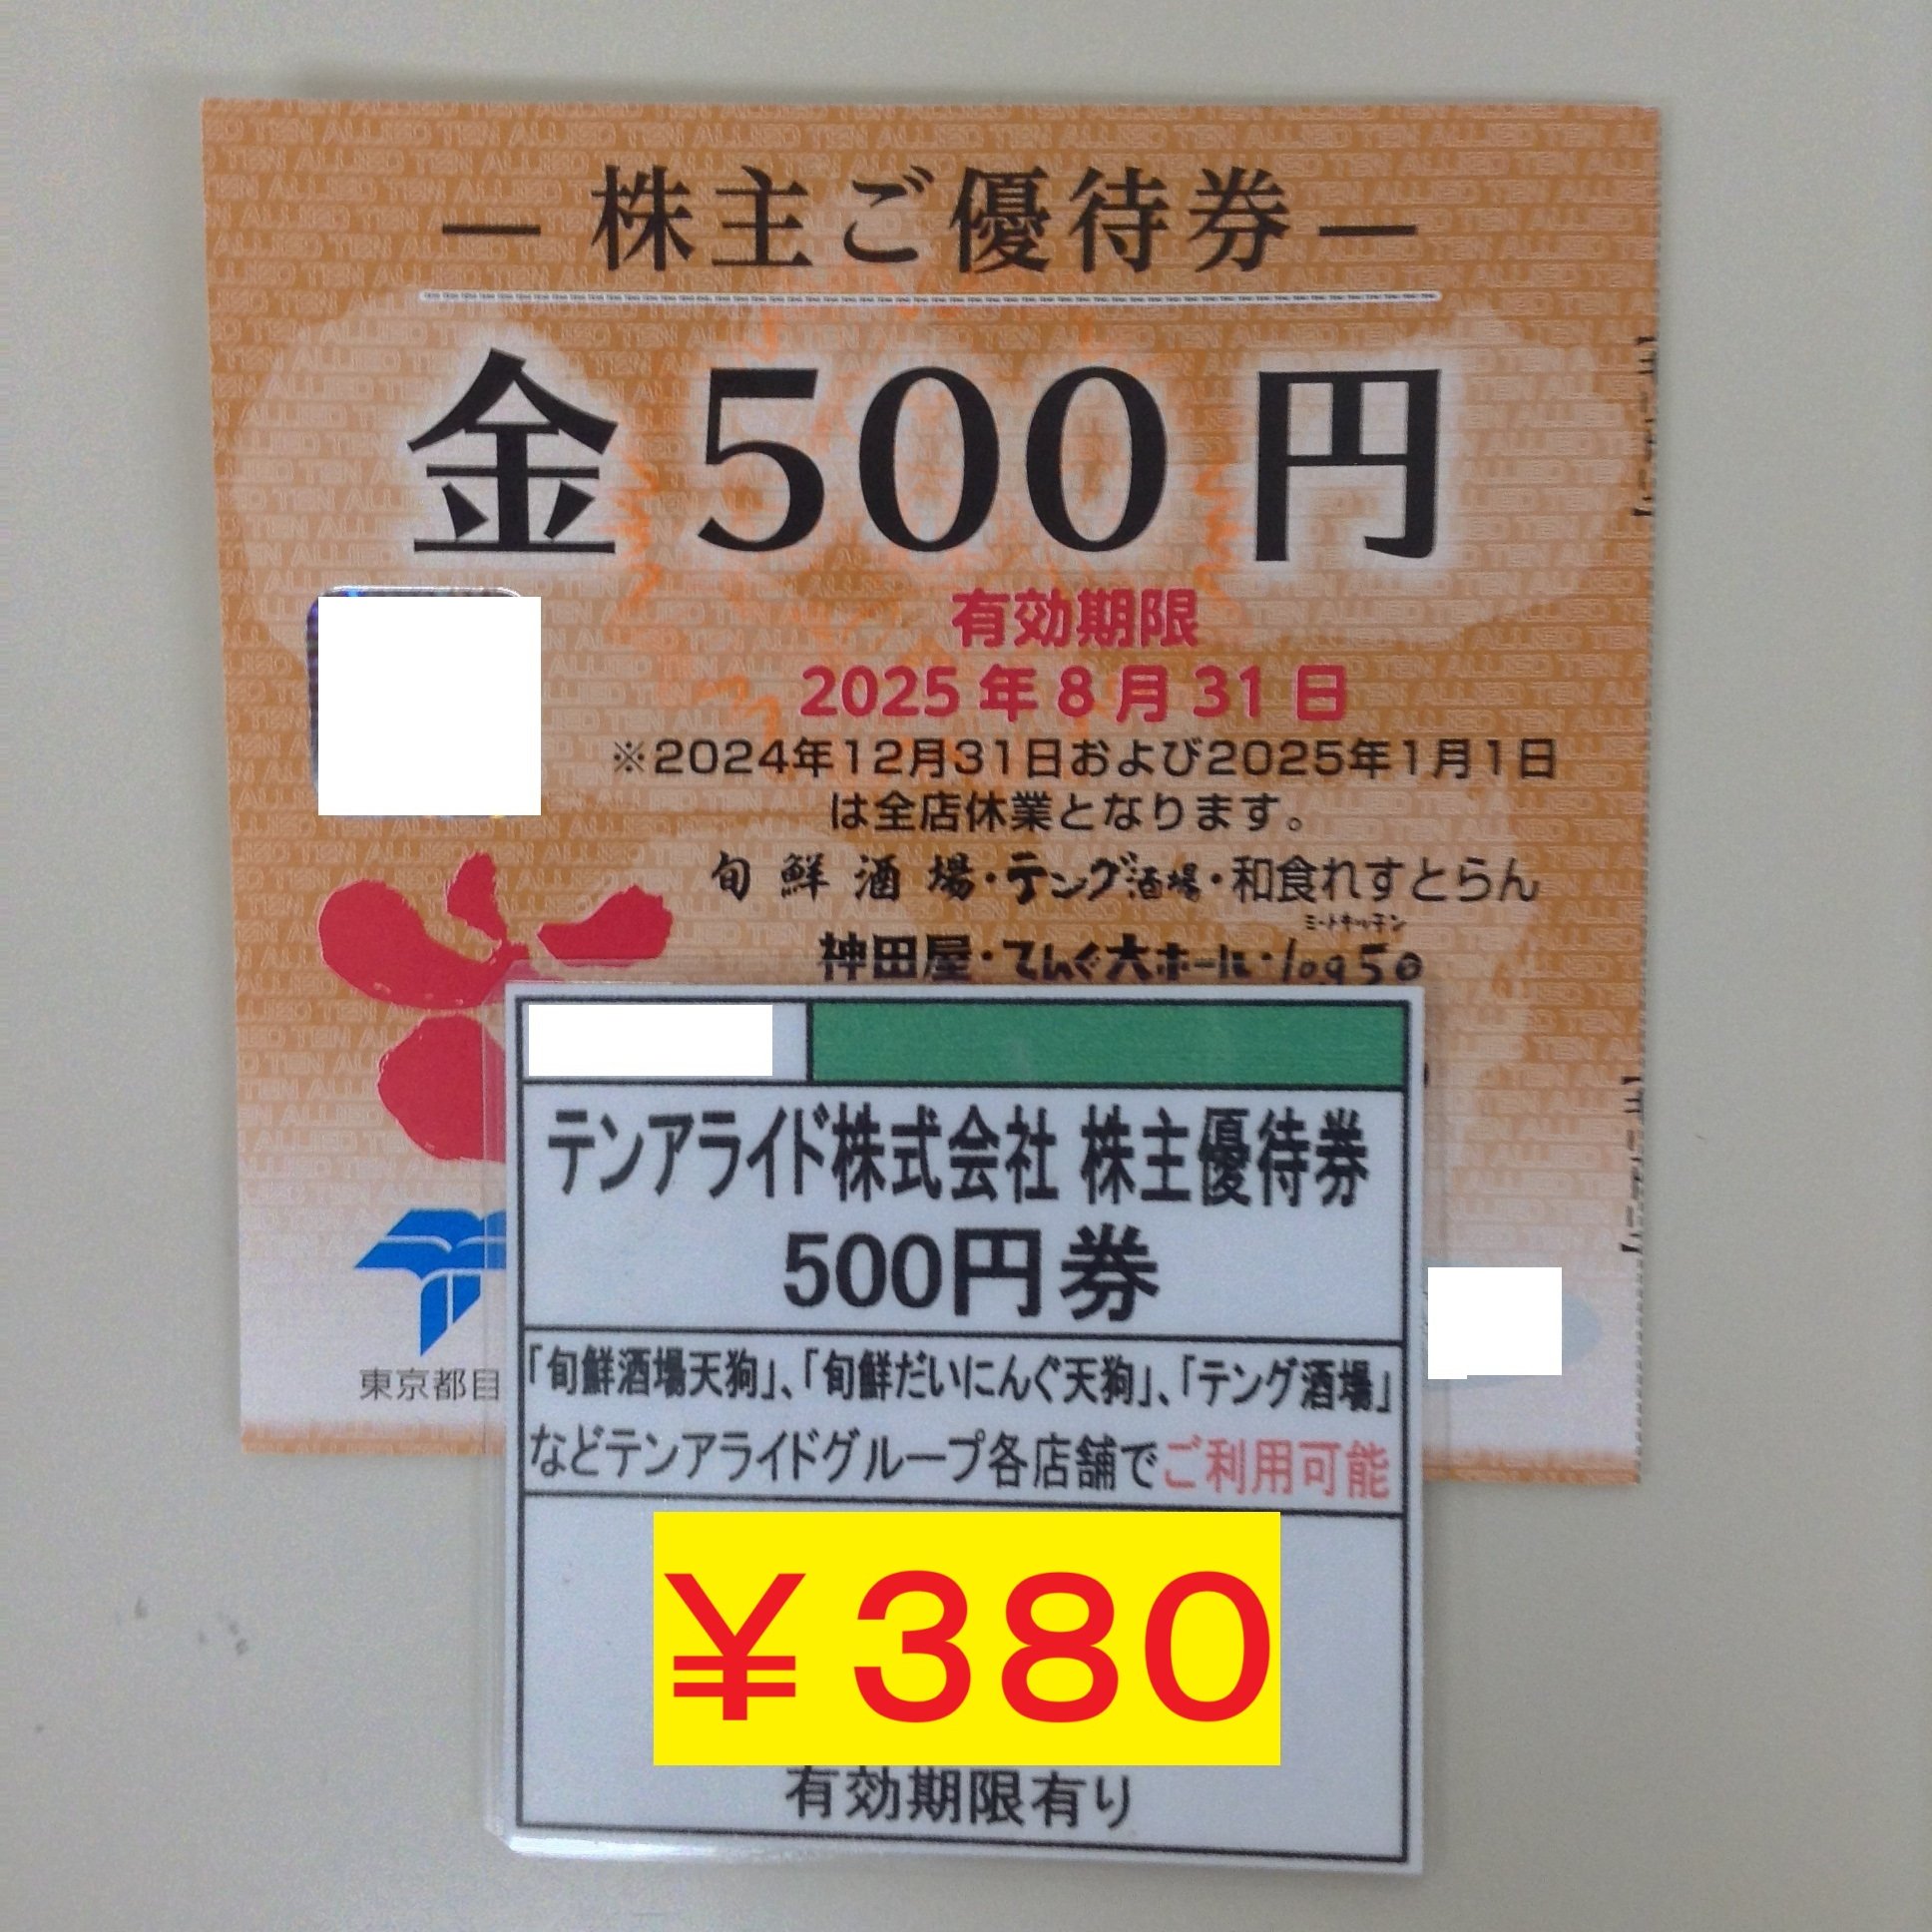 ―株主ご優待券―
金500円
有効期限
2025年8月31日
※2024年12月31日および2025年1月1日
は全店休業となります。
旬鮮酒場・テング酒場・和食れすとらん
ミートキッチン
神田屋・てんぐ大ホール・log50
テンアライド株式会社 株主優待券
500円券
「旬鮮酒場天狗」、「旬鮮だいにんぐ天狗」、「テング酒場」
などテンアライドグループ各店舗でご利用可能
東京都目
￥380
有効期限有り